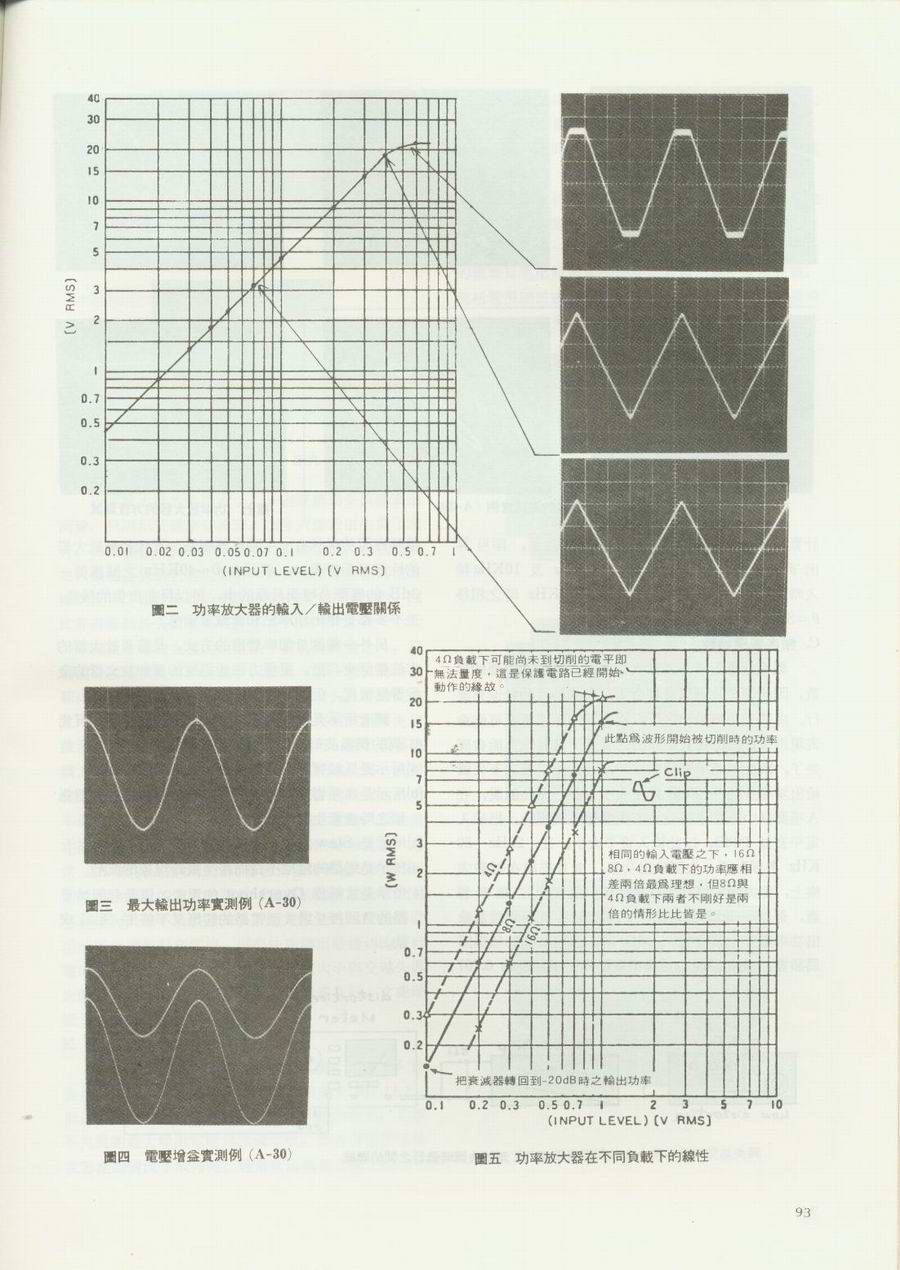 40
30
20
15
10
7
5
3
2
1
0.7
0.5
0.3
0.2
[V RMS]
0.01 0.02 0.03 0.05 0.07 0.1 0.2 0.3 0.5 0.7 1
(INPUT LEVEL) [V RMS]
圖二 功率放大器的輸入／輸出電壓關係
圖三 最大輸出功率實測例 (A-30)
圖四 電壓增益實測例 (A-30)
40
30
20
15
10
7
5
3
2
1
0.7
0.5
0.3
0.2
[W RMS]
4Ω負載下可能尚未到切削的電平即
無法量度，這是保護電路已經開始
動作的緣故。
此點爲波形開始被切削時的功率
Clip
相同的輸入電壓之下，16Ω
8Ω，4Ω負載下的功率應相
差兩倍最爲理想，但8Ω與
4Ω負載下兩者不剛好是兩
倍的情形比比皆是。
4Ω
8Ω
16Ω
把衰減器轉回到-20dB時之輸出功率
0.1 0.2 0.3 0.5 0.7 1 2 3 5 7 10
(INPUT LEVEL) [V RMS]
圖五 功率放大器在不同負載下的線性
93